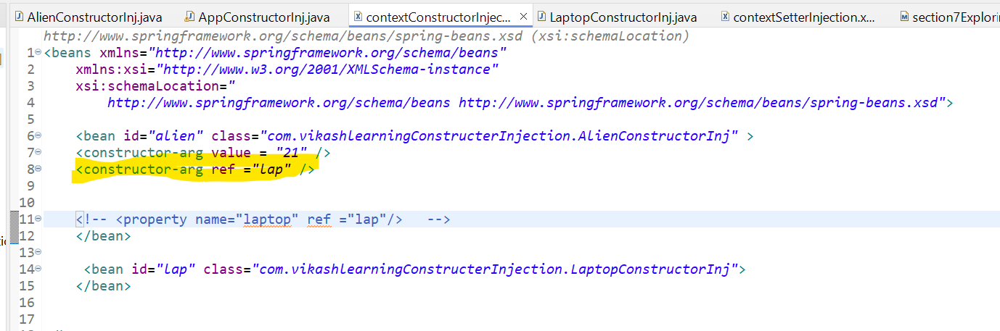 AlienConstructorInj.java AppConstructorInj.java contextConstructorInjec... LaptopConstructorInj.java contextSetterInjection.x... section7Explorin
http://www.springframework.org/schema/beans/spring-beans.xsd (xsi:schemaLocation)
1 <beans xmlns="http://www.springframework.org/schema/beans"
2 xmlns:xsi="http://www.w3.org/2001/XMLSchema-instance"
3 xsi:schemaLocation="
4 http://www.springframework.org/schema/beans http://www.springframework.org/schema/beans/spring-beans.xsd">
5
6 <bean id="alien" class="com.vikashlearningConstructerInjection.AlienConstructorInj" >
7 <constructor-arg value = "21" />
8 <constructor-arg ref ="lap" />
9
10
11 <!-- <property name="laptop" ref ="lap"/> -->
12 </bean>
13
14 <bean id="lap" class="com.vikashlearningConstructerInjection.LaptopConstructorInj">
15 </bean>
16
17